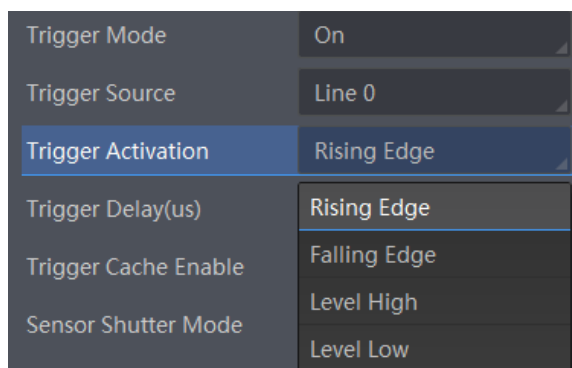 Trigger Mode On
Trigger Source Line 0
Trigger Activation Rising Edge
Trigger Delay(us) Rising Edge
Trigger Cache Enable Falling Edge
Level High
Sensor Shutter Mode
Level Low